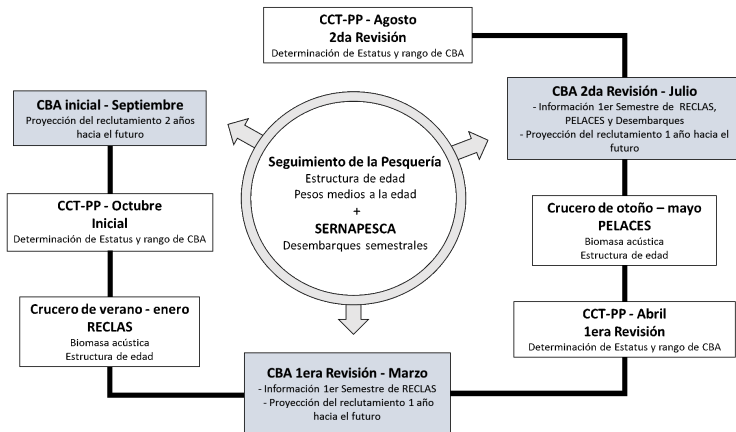 CCT-PP - Agosto
2da Revisión
Determinación de Estatus y rango de CBA
CBA inicial - Septiembre
Proyección del reclutamiento 2 años
hacia el futuro
CBA 2da Revisión - Julio
- Información 1er Semestre de RECLAS,
PELACES y Desembarques
- Proyección del reclutamiento 1 año hacia el
futuro
Seguimiento de la Pesquería
Estructura de edad
Pesos medios a la edad
+
SERNAPESCA
Desembarques semestrales
CCT-PP - Octubre
Inicial
Determinación de Estatus y rango de CBA
Crucero de otoño – mayo
PELACES
Biomasa acústica
Estructura de edad
Crucero de verano - enero
RECLAS
Biomasa acústica
Estructura de edad
CCT-PP - Abril
1era Revisión
Determinación de Estatus y rango de CBA
CBA 1era Revisión - Marzo
- Información 1er Semestre de RECLAS
- Proyección del reclutamiento 1 año
hacia el futuro